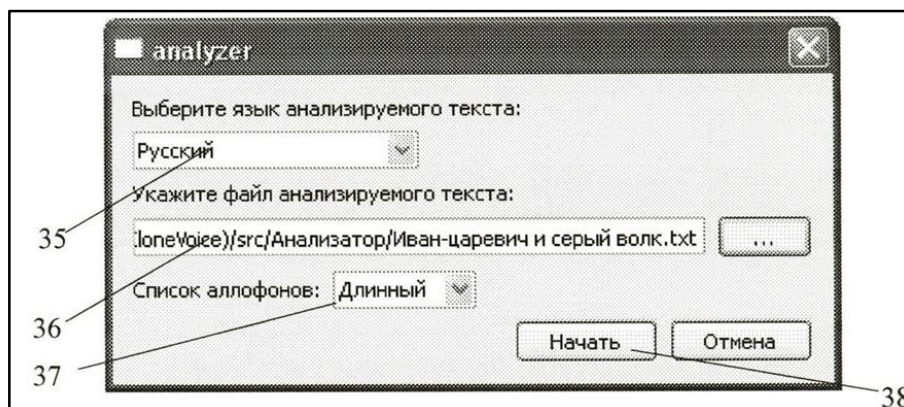 analyzer
Выберите язык анализируемого текста:
Русский
Укажите файл анализируемого текста:
35
loneVoice)/src/Анализатор/Иван-царевич и серый волк.txt ...
36
Список аллофонов: Длинный
37
Начать Отмена
38